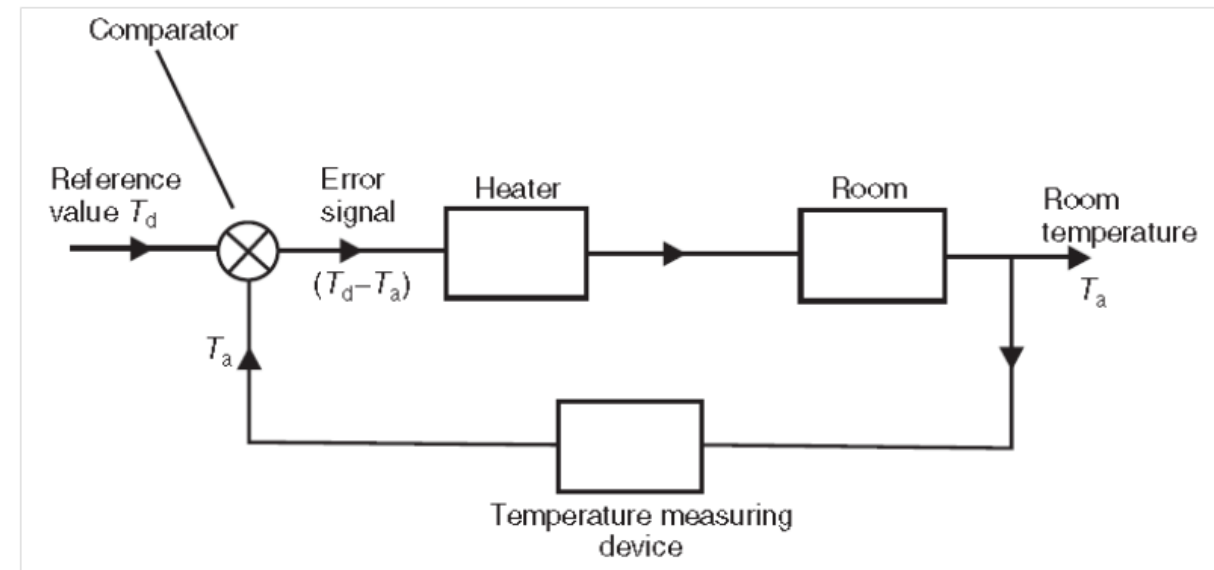 Comparator
Reference
value Td
Error
signal
Heater
Room
Room
temperature
(Td–Ta)
Ta
Ta
Temperature measuring
device